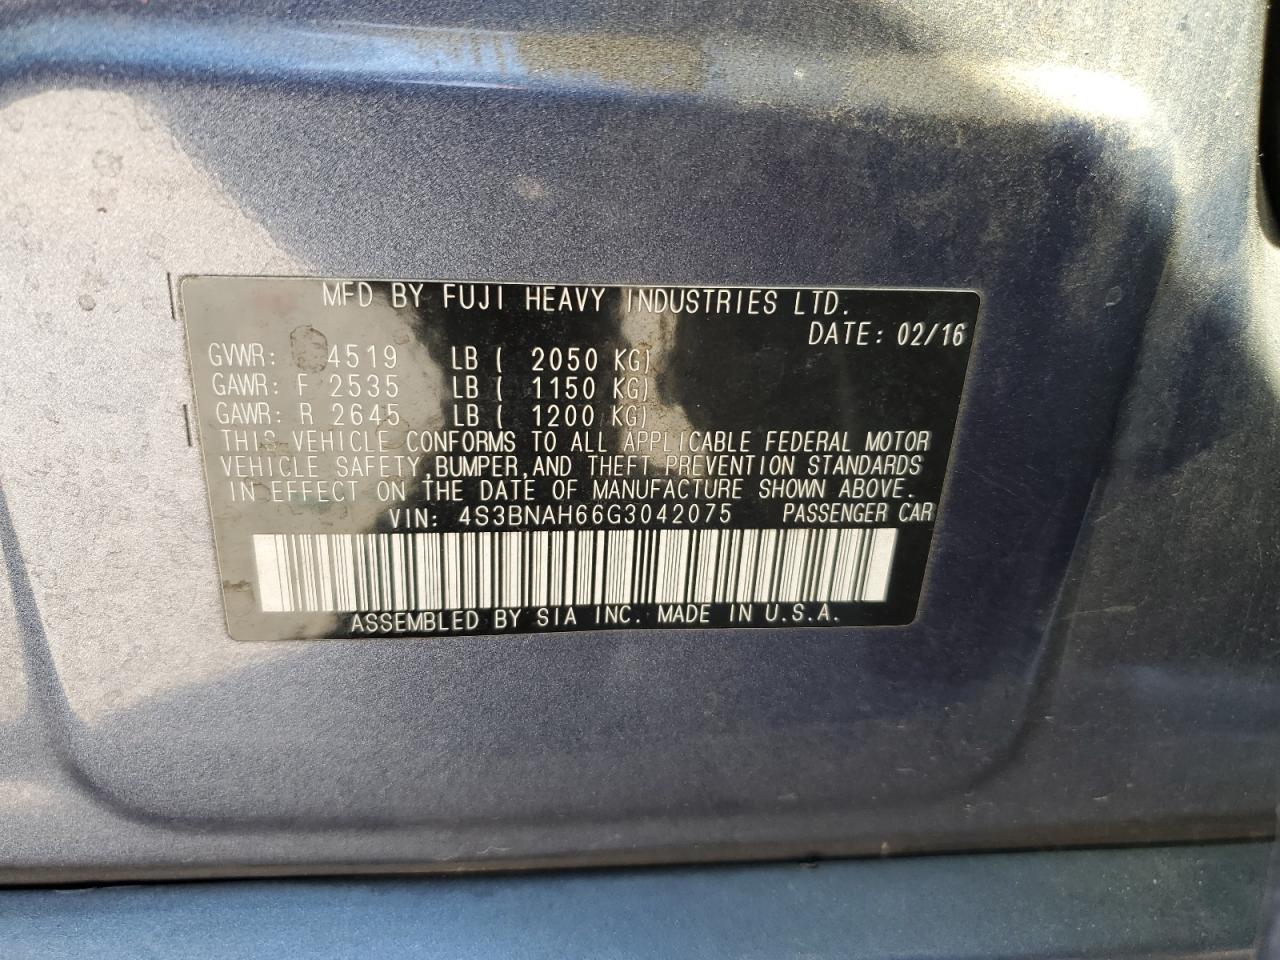 MFD BY FUJI HEAVY INDUSTRIES LTD.
DATE: 02/16
GVWR: 4519 LB ( 2050 KG)
GAWR: F 2535 LB ( 1150 KG)
GAWR: R 2645 LB ( 1200 KG)
THIS VEHICLE CONFORMS TO ALL APPLICABLE FEDERAL MOTOR
VEHICLE SAFETY,BUMPER,AND THEFT PREVENTION STANDARDS
IN EFFECT ON THE DATE OF MANUFACTURE SHOWN ABOVE.
VIN: 4S3BNAH66G3042075 PASSENGER CAR
ASSEMBLED BY SIA INC. MADE IN U.S.A.